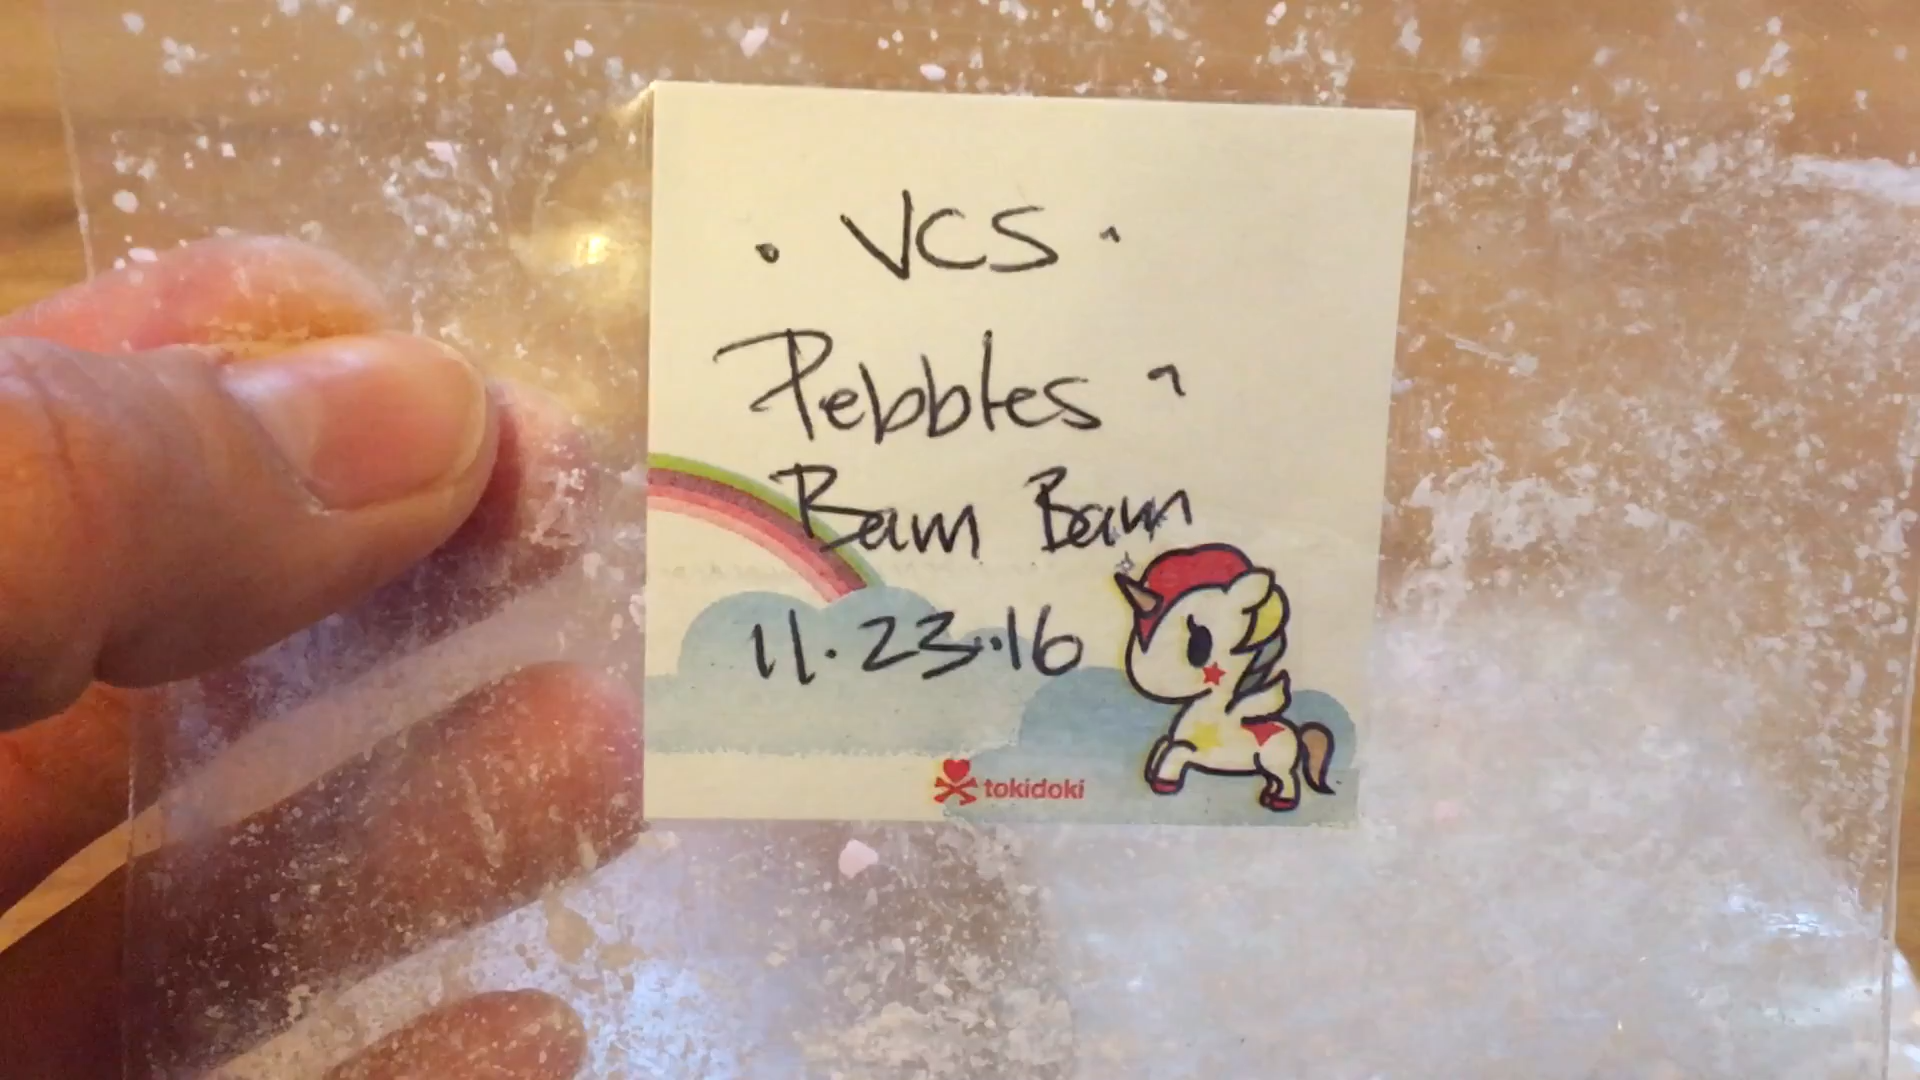 · VCS ·
Pebbles
Bam Bam
11.23.16
tokidoki